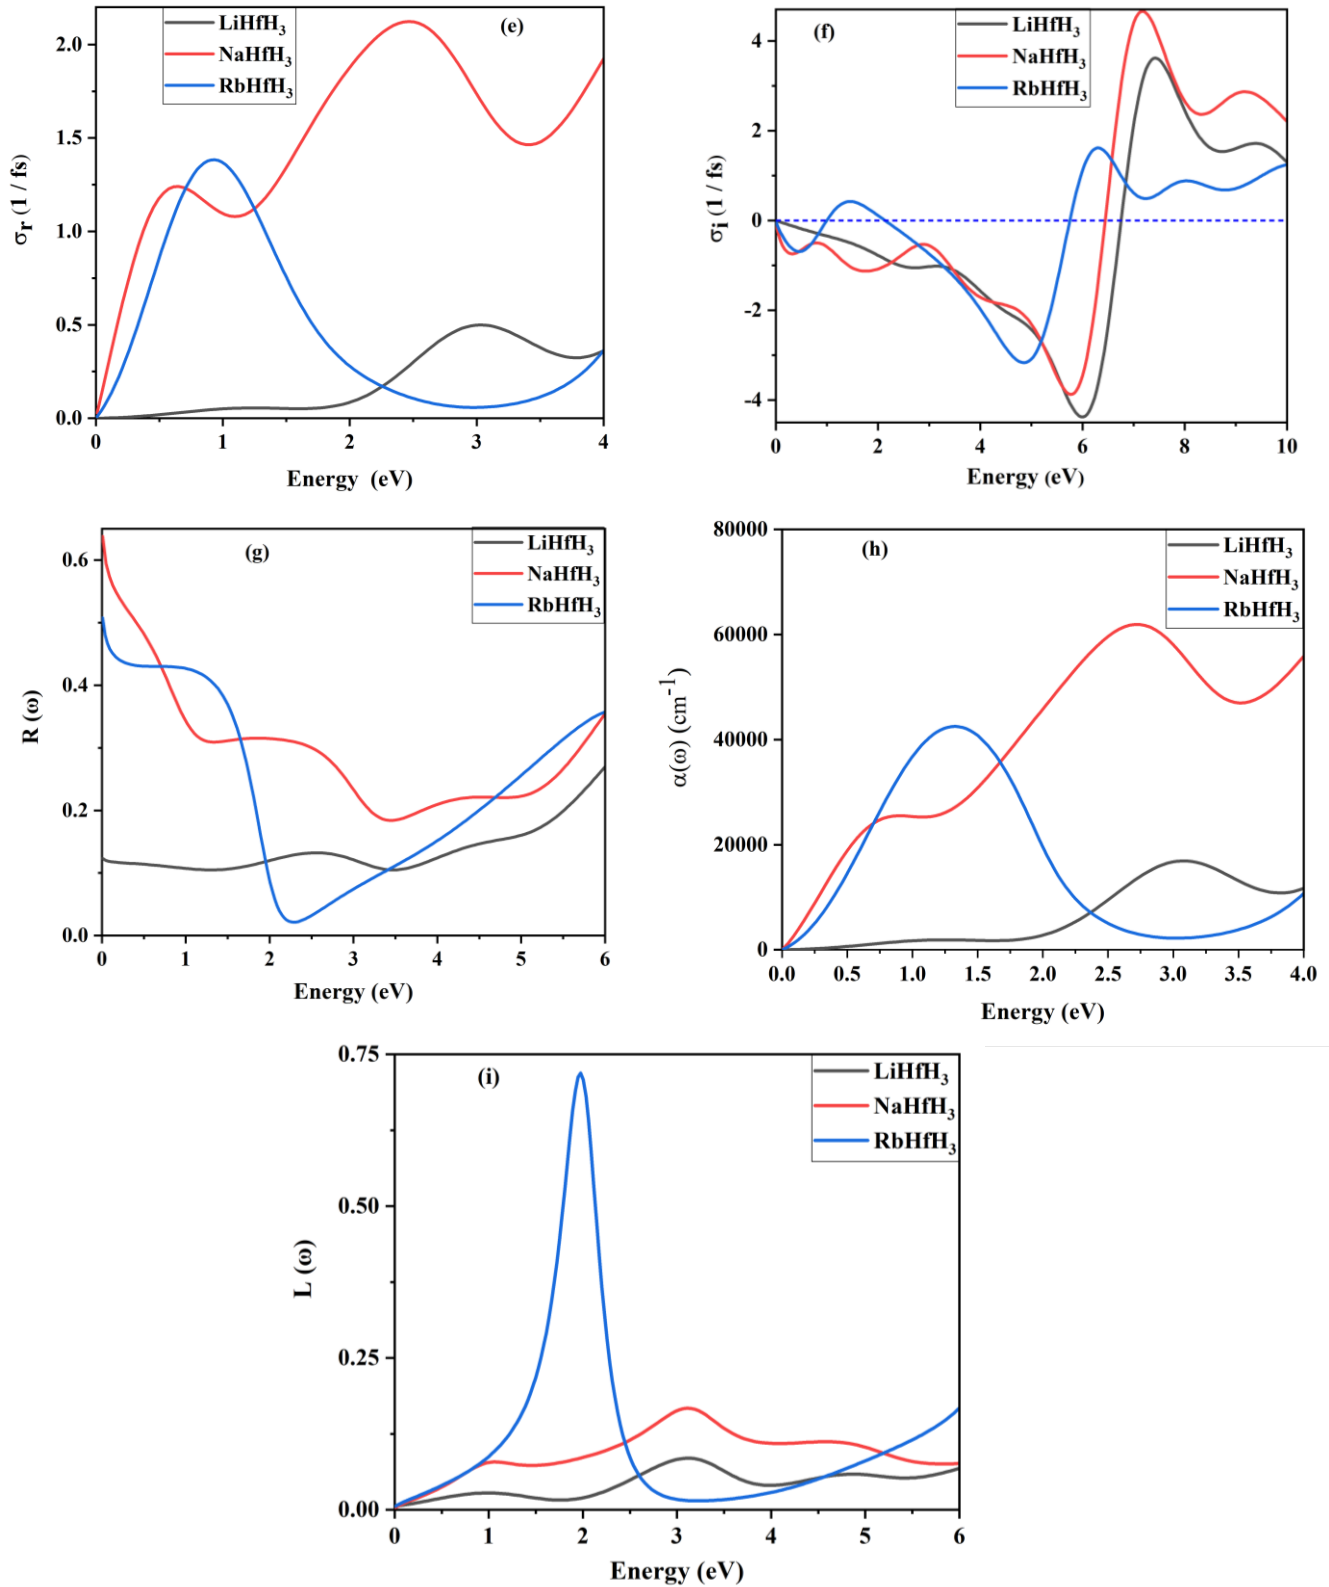 (e)
LiHfH₃
NaHfH₃
RbHfH₃
2.0
1.5
1.0
0.5
0.0
σr (1 / fs)
0 1 2 3 4
Energy (eV)
(f)
LiHfH₃
NaHfH₃
RbHfH₃
4
2
0
-2
-4
σi (1 / fs)
0 2 4 6 8 10
Energy (eV)
(g)
LiHfH₃
NaHfH₃
RbHfH₃
0.6
0.4
0.2
0.0
R (ω)
0 1 2 3 4 5 6
Energy (eV)
(h)
LiHfH₃
NaHfH₃
RbHfH₃
80000
60000
40000
20000
0
α(ω) (cm⁻¹)
0.0 0.5 1.0 1.5 2.0 2.5 3.0 3.5 4.0
Energy (eV)
(i)
LiHfH₃
NaHfH₃
RbHfH₃
0.75
0.50
0.25
0.00
L (ω)
0 1 2 3 4 5 6
Energy (eV)